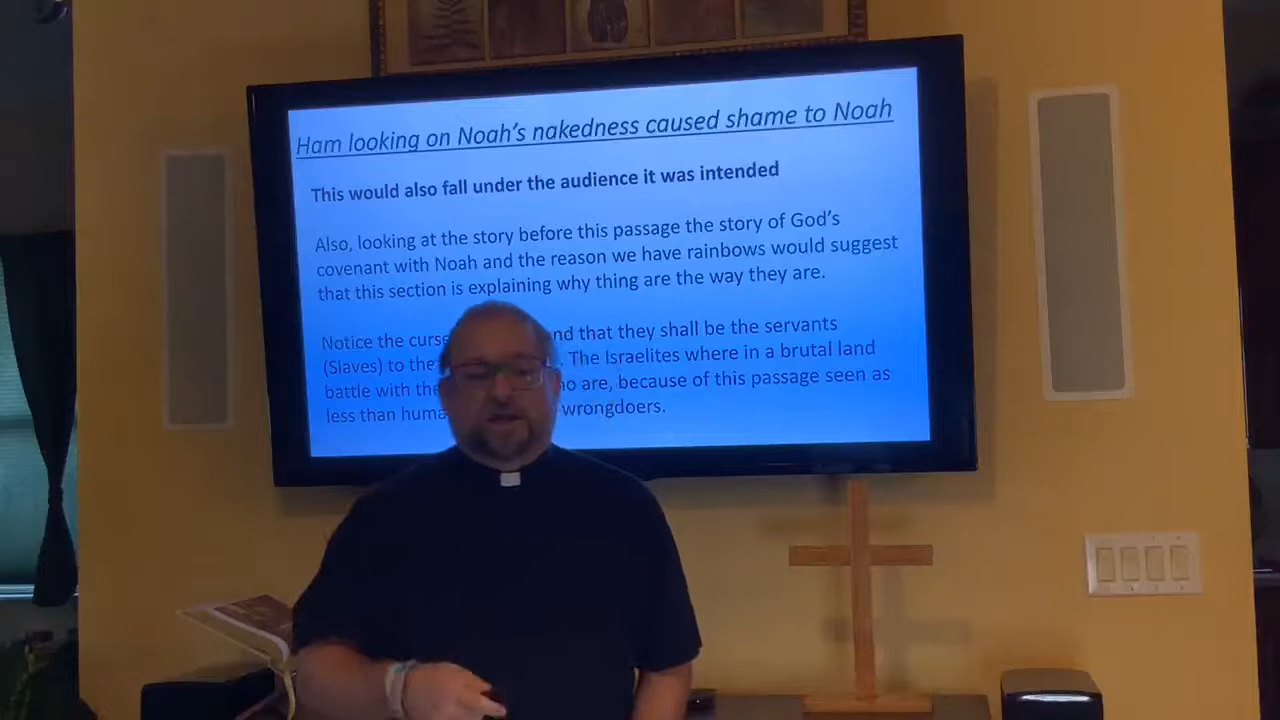 Ham looking on Noah's nakedness caused shame to Noah
This would also fall under the audience it was intended
Also, looking at the story before this passage the story of God's
covenant with Noah and the reason we have rainbows would suggest
that this section is explaining why thing are the way they are.
Notice the curse nd that they shall be the servants
(Slaves) to the . The Israelites where in a brutal land
battle with the o are, because of this passage seen as
less than huma wrongdoers.